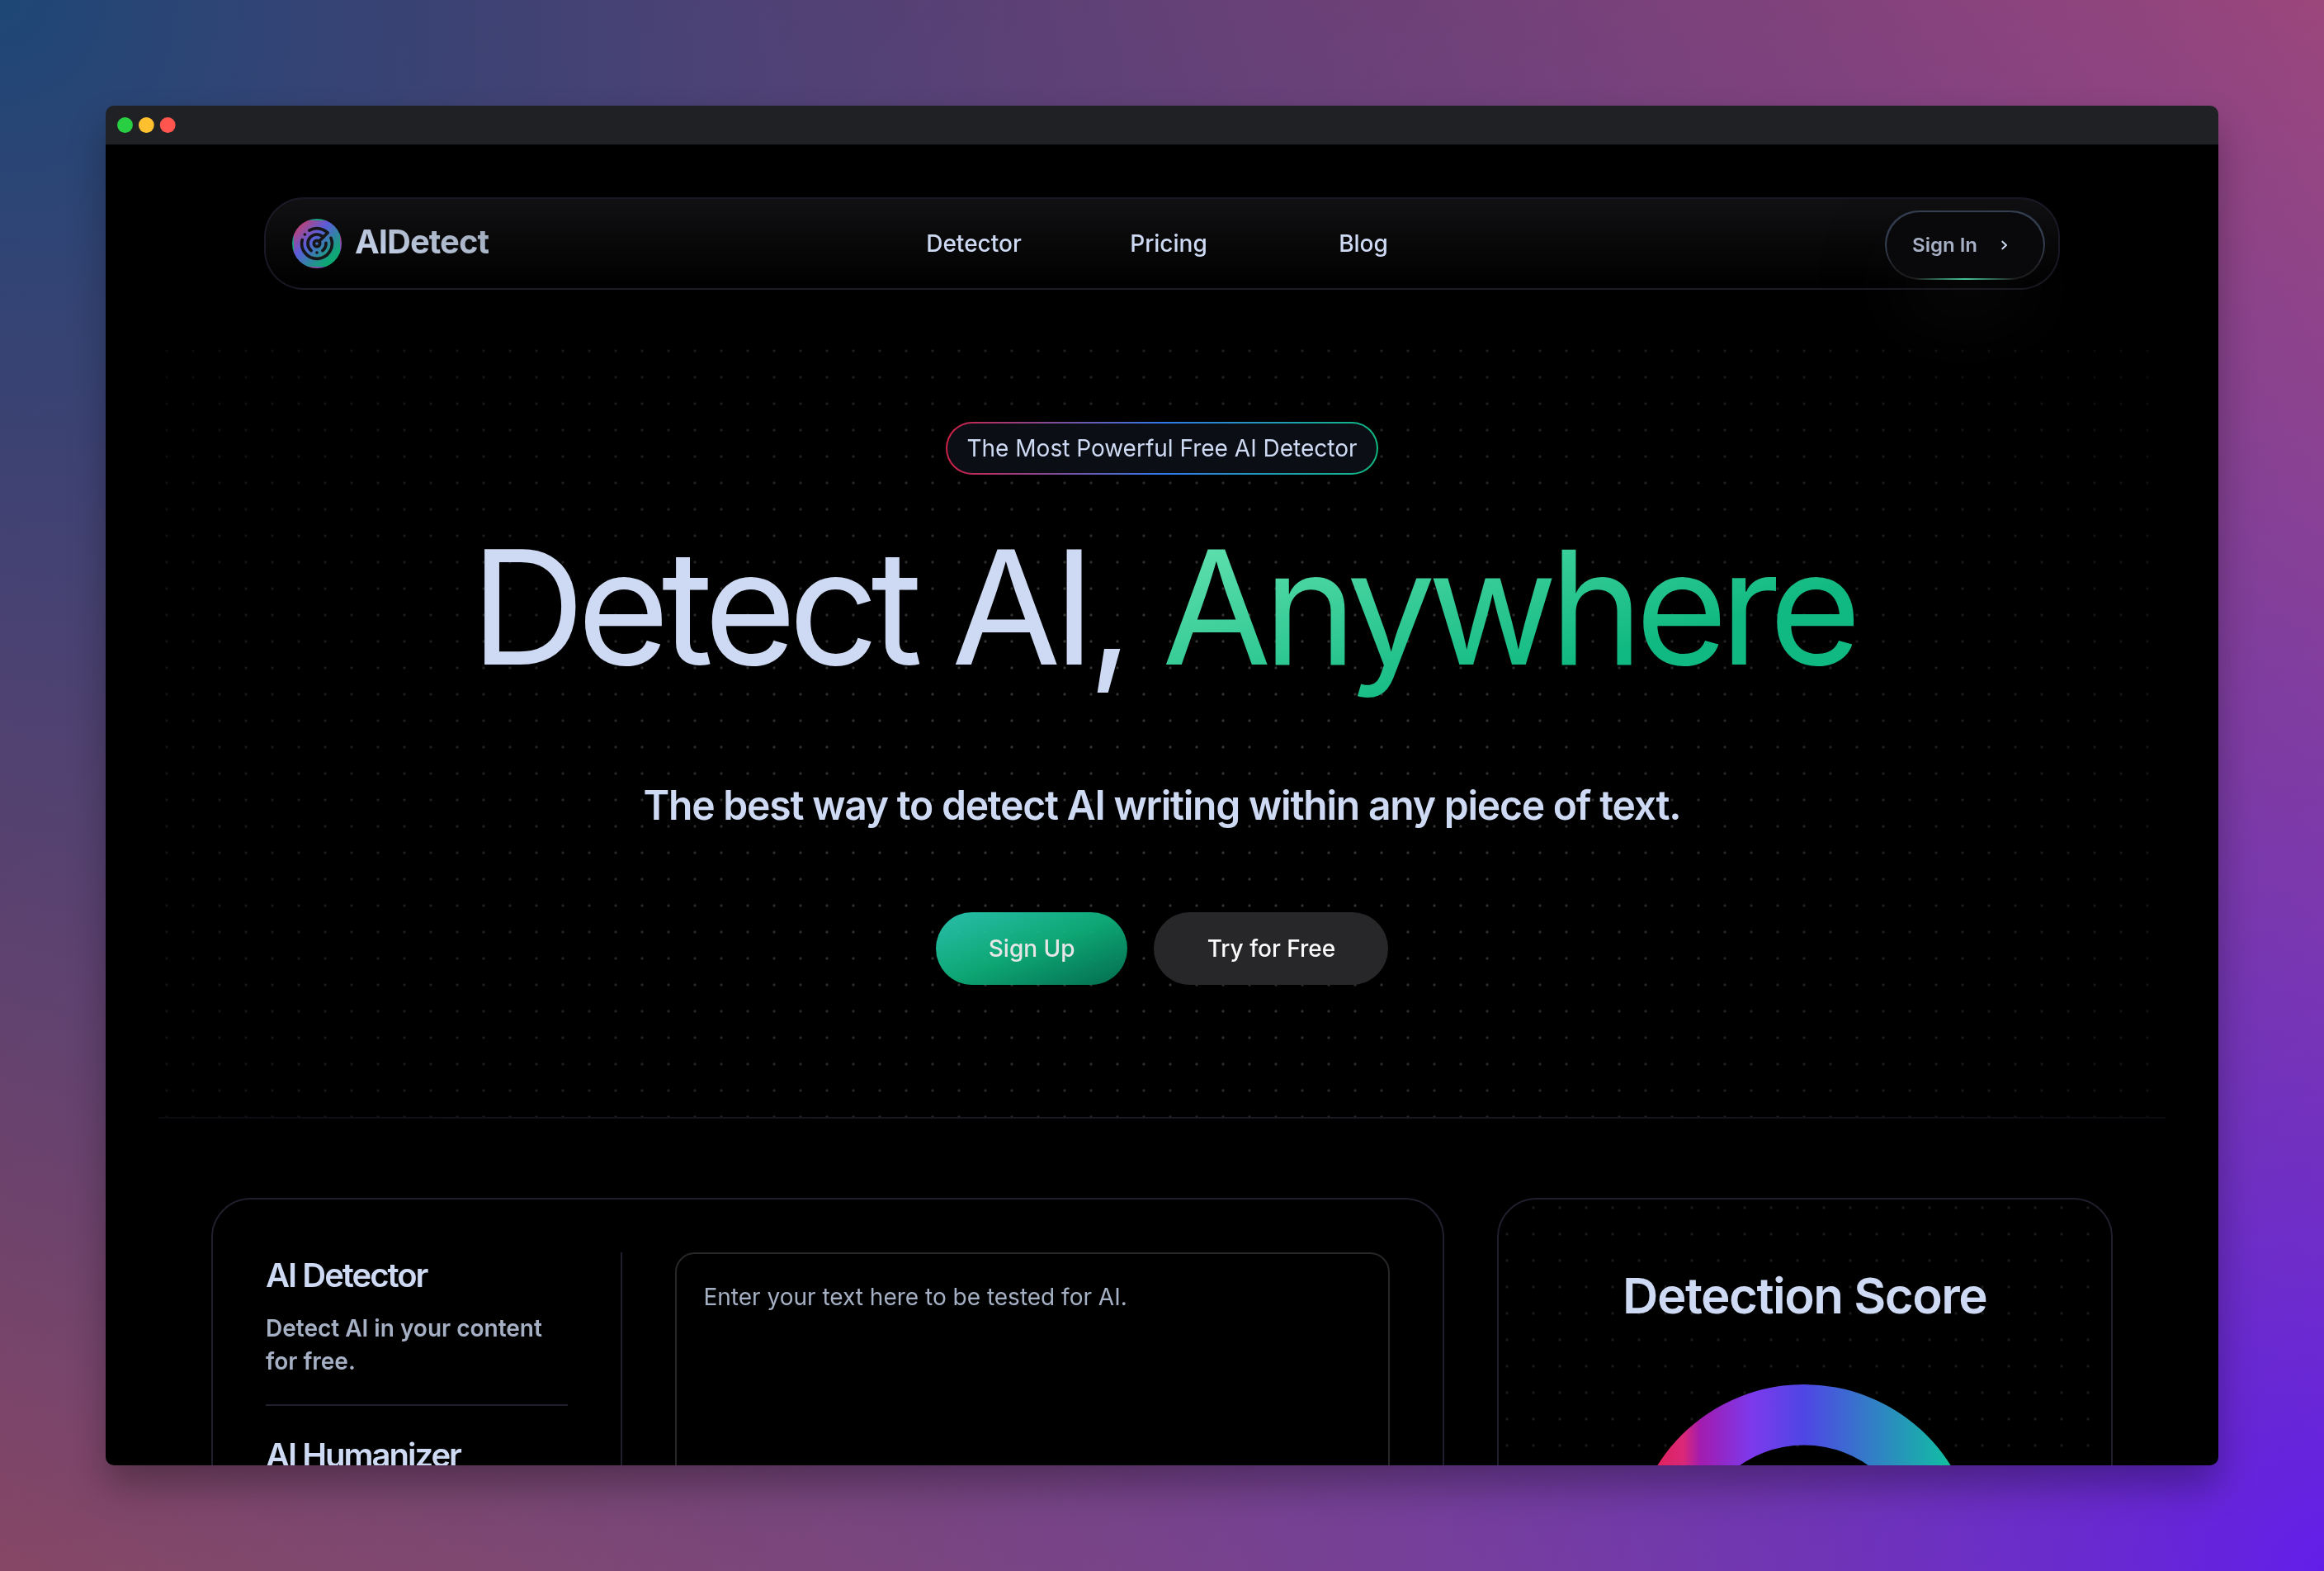 AIDetect
Detector
Pricing
Blog
Sign In
The Most Powerful Free AI Detector
Detect AI, Anywhere
The best way to detect AI writing within any piece of text.
Sign Up
Try for Free
AI Detector
Detect AI in your content
for free.
AI Humanizer
Enter your text here to be tested for AI.
Detection Score